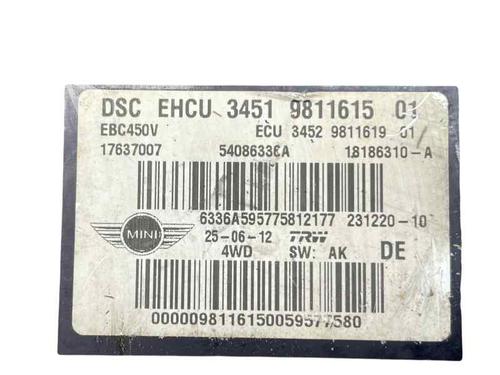 DSC EHCU 3451 9811615 01
EBC450V ECU 3452 9811619 01
17637007 54086336A 18186310-A
6336A595775812177 231220-10
MINI 25-06-12 TRW
4WD SW: AK DE
0000098116150059577580